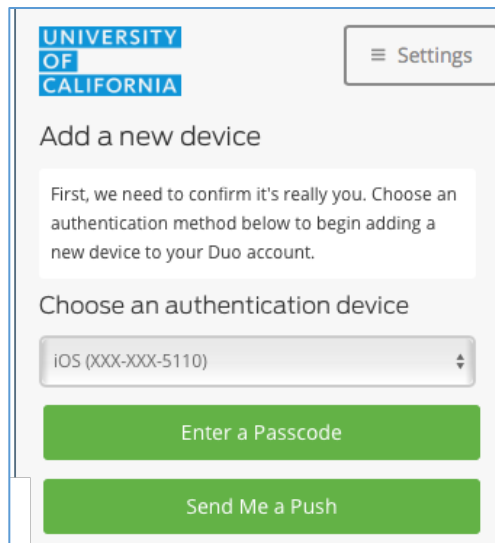 UNIVERSITY
OF
CALIFORNIA
≡ Settings
Add a new device
First, we need to confirm it's really you. Choose an
authentication method below to begin adding a
new device to your Duo account.
Choose an authentication device
iOS (XXX-XXX-5110)
Enter a Passcode
Send Me a Push